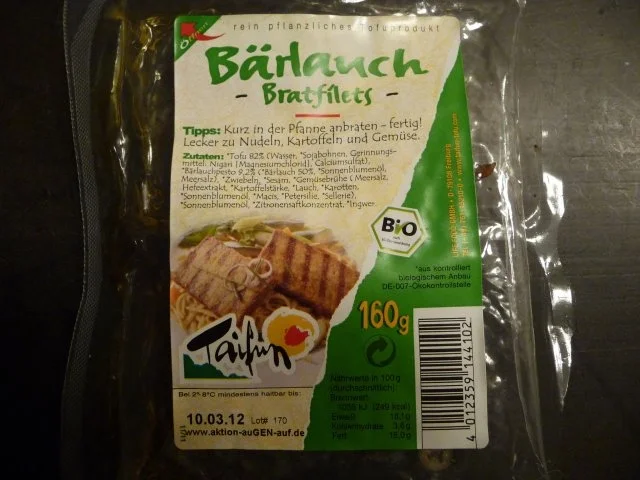 rein pflanzliches Tofuprodukt
Bärlauch
- Bratfilets -
Tipps: Kurz in der Pfanne anbraten - fertig!
Lecker zu Nudeln, Kartoffeln und Gemüse.
Zutaten: *Tofu 82% (Wasser, *Sojabohnen, Gerinnungs-
mittel: Nigari [Magnesiumchlorid], Calciumsulfat),
*Bärlauchpesto 9,2% (*Bärlauch 50%, *Sonnenblumenöl,
Meersalz), *Zwiebeln, *Sesam, *Gemüsebrühe ( Meersalz,
Hefeextrakt, *Kartoffelstärke, *Lauch, *Karotten,
*Sonnenblumenöl, *Macis, *Petersilie, *Sellerie),
*Sonnenblumenöl, *Zitronensaftkonzentrat, *Ingwer.
BiO
*aus kontrolliert
biologischem Anbau
DE-007-Ökokontrollstelle
160g
Taifun
Bei 2-8°C mindestens haltbar bis:
10.03.12 Lot# 170
www.aktion-auGEN-auf.de
Nährwerte in 100g
(durchschnittlich)
Brennwert
Eiweiß
Kohlenhydrate
Fett
4 012359 144102